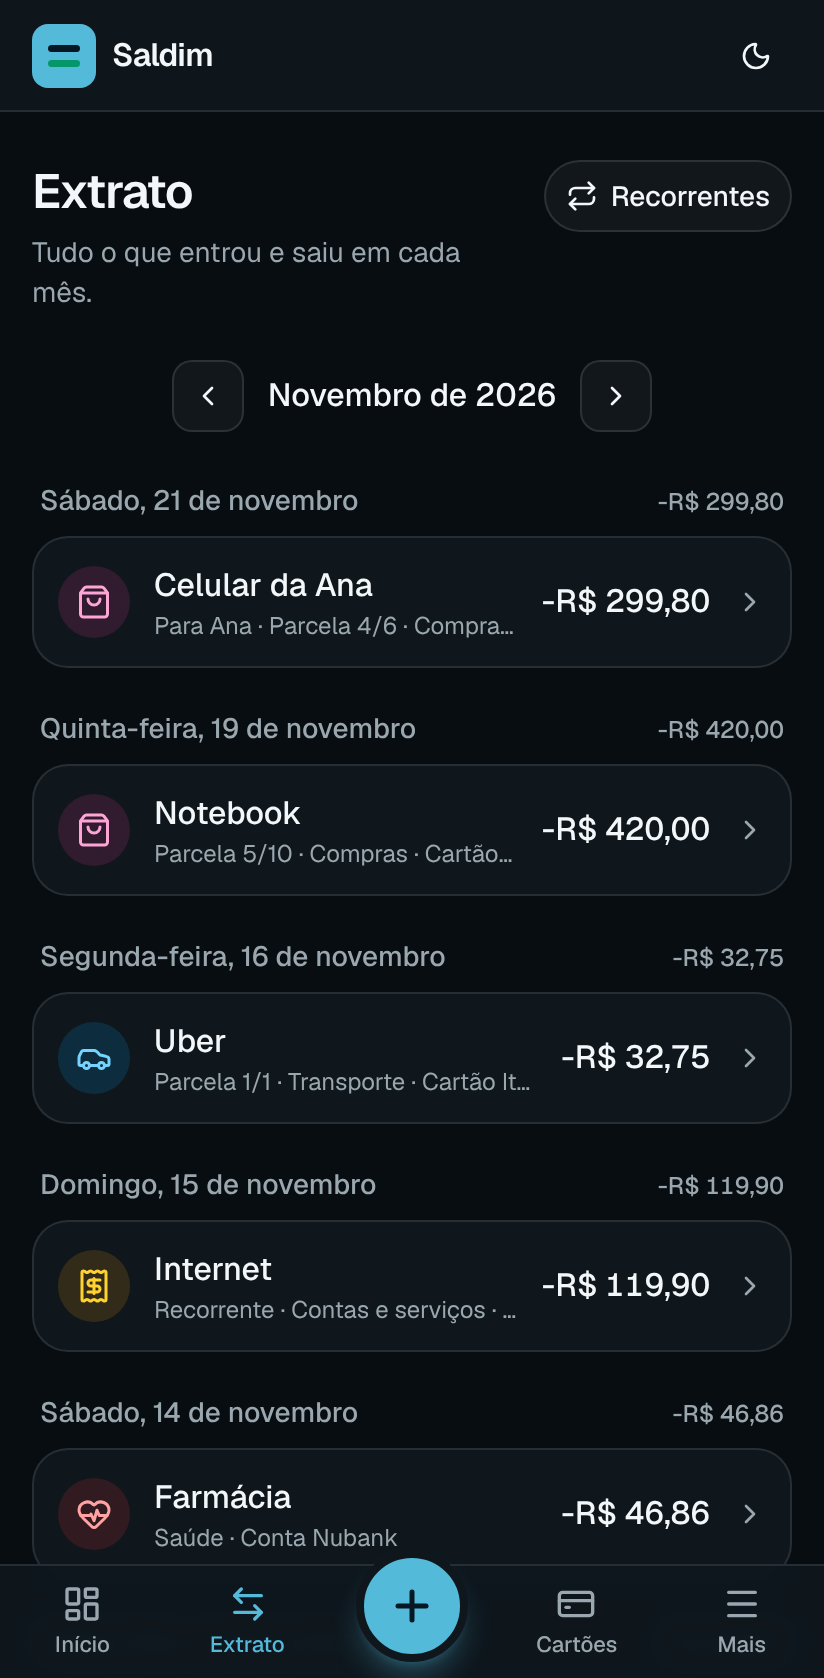 Saldim
Extrato
Recorrentes
Tudo o que entrou e saiu em cada
mês.
Novembro de 2026
Sábado, 21 de novembro
-R$ 299,80
Celular da Ana
-R$ 299,80
Para Ana · Parcela 4/6 · Compra...
Quinta-feira, 19 de novembro
-R$ 420,00
Notebook
-R$ 420,00
Parcela 5/10 · Compras · Cartão...
Segunda-feira, 16 de novembro
-R$ 32,75
Uber
-R$ 32,75
Parcela 1/1 · Transporte · Cartão It...
Domingo, 15 de novembro
-R$ 119,90
Internet
-R$ 119,90
Recorrente · Contas e serviços · ...
Sábado, 14 de novembro
-R$ 46,86
Farmácia
-R$ 46,86
Saúde · Conta Nubank
Início
Extrato
Cartões
Mais